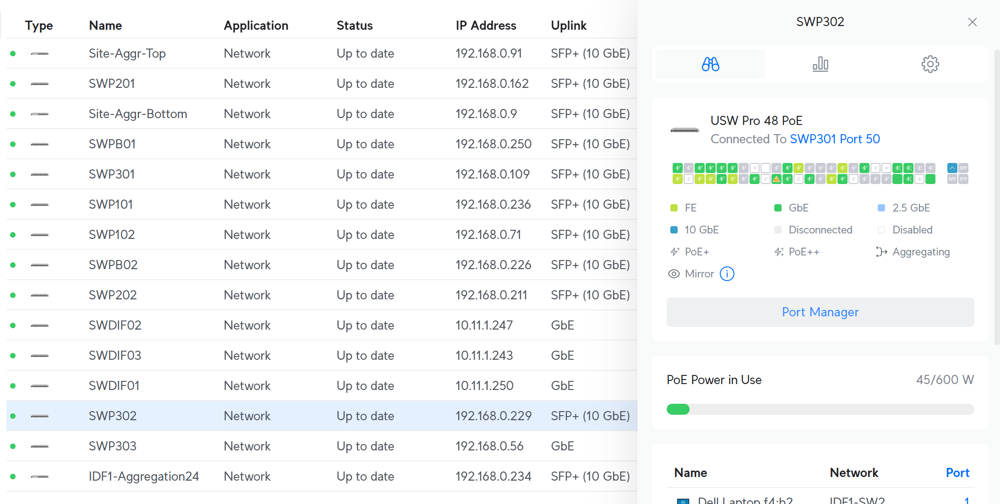 Type Name Application Status IP Address Uplink
Site-Aggr-Top Network Up to date 192.168.0.91 SFP+ (10 GbE)
SWP201 Network Up to date 192.168.0.162 SFP+ (10 GbE)
Site-Aggr-Bottom Network Up to date 192.168.0.9 SFP+ (10 GbE)
SWPB01 Network Up to date 192.168.0.250 SFP+ (10 GbE)
SWP301 Network Up to date 192.168.0.109 SFP+ (10 GbE)
SWP101 Network Up to date 192.168.0.236 SFP+ (10 GbE)
SWP102 Network Up to date 192.168.0.71 SFP+ (10 GbE)
SWPB02 Network Up to date 192.168.0.226 SFP+ (10 GbE)
SWP202 Network Up to date 192.168.0.211 SFP+ (10 GbE)
SWDIF02 Network Up to date 10.11.1.247 GbE
SWDIF03 Network Up to date 10.11.1.243 GbE
SWDIF01 Network Up to date 10.11.1.250 GbE
SWP302 Network Up to date 192.168.0.229 SFP+ (10 GbE)
SWP303 Network Up to date 192.168.0.56 GbE
IDF1-Aggregation24 Network Up to date 192.168.0.234 SFP+ (10 GbE)
SWP302
USW Pro 48 PoE
Connected To SWP301 Port 50
SFP
SFP SFP
FE GbE 2.5 GbE
10 GbE Disconnected Disabled
PoE+ PoE++ Aggregating
Mirror
Port Manager
PoE Power in Use 45/600 W
Name Network Port
Dell Laptop f4:b2 IDF1-SW2 1